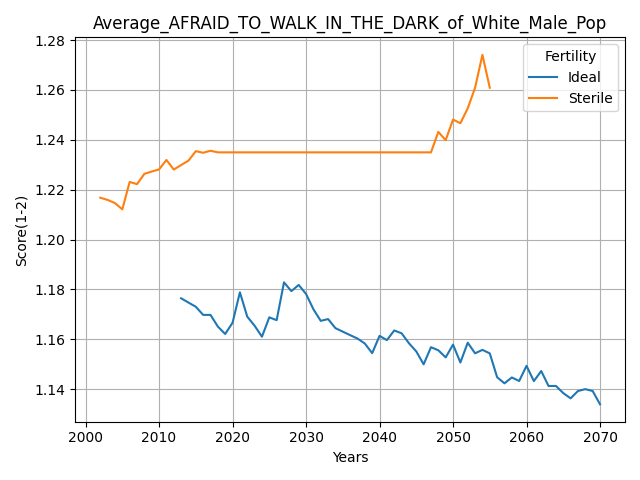 Average_AFRAID_TO_WALK_IN_THE_DARK_of_White_Male_Pop
Fertility
Ideal
Sterile
Score(1-2)
1.28
1.26
1.24
1.22
1.20
1.18
1.16
1.14
2000 2010 2020 2030 2040 2050 2060 2070
Years